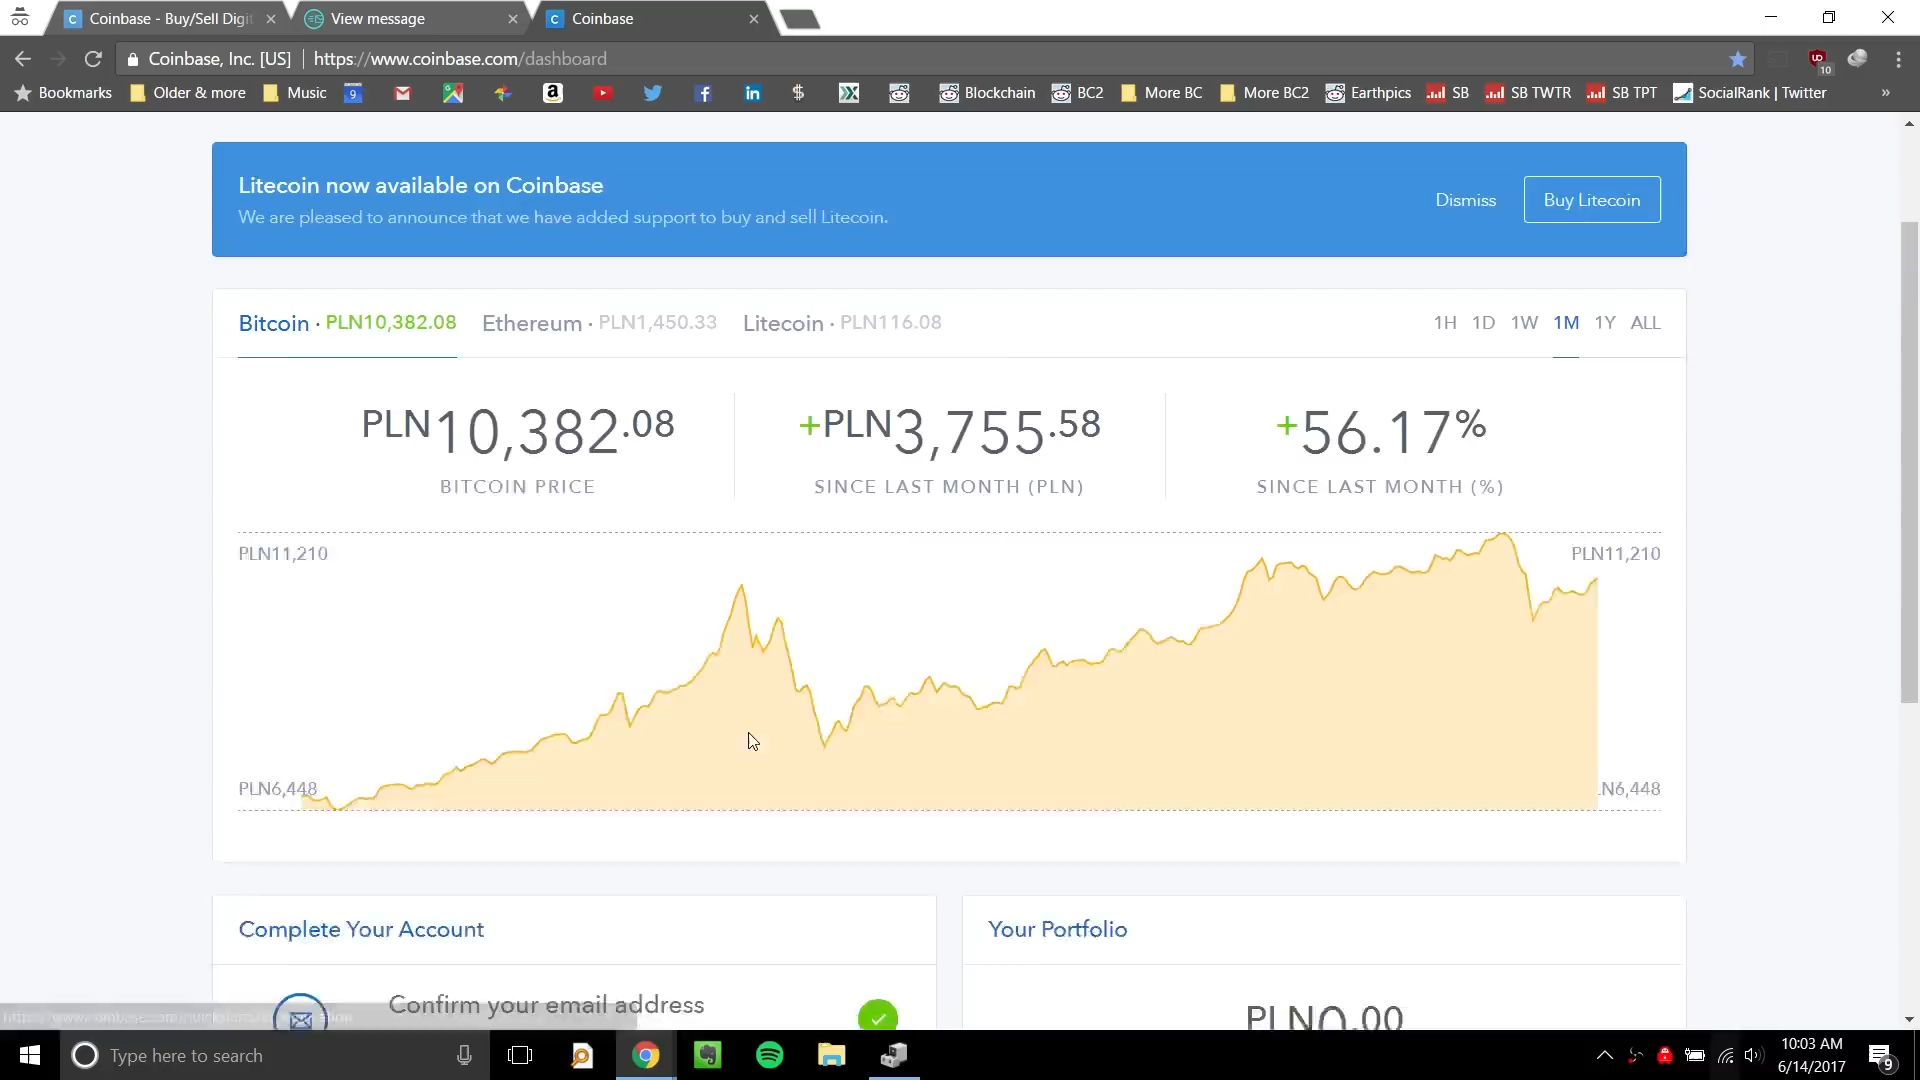 Coinbase - Buy/Sell Digit
View message
Coinbase
Coinbase, Inc. [US]
https://www.coinbase.com/dashboard
10
Bookmarks
Older & more
Music
9
Blockchain
BC2
More BC
More BC2
Earthpics
SB
SB TWTR
SB TPT
SocialRank | Twitter
»
Litecoin now available on Coinbase
We are pleased to announce that we have added support to buy and sell Litecoin.
Dismiss
Buy Litecoin
Bitcoin · PLN10,382.08
Ethereum · PLN1,450.33
Litecoin · PLN116.08
1H 1D 1W 1M 1Y ALL
PLN10,382.08
BITCOIN PRICE
+PLN3,755.58
SINCE LAST MONTH (PLN)
+56.17%
SINCE LAST MONTH (%)
PLN11,210
PLN11,210
PLN6,448
LN6,448
Complete Your Account
Your Portfolio
Confirm your email address
PLN0.00
Type here to search
10:03 AM
6/14/2017
9